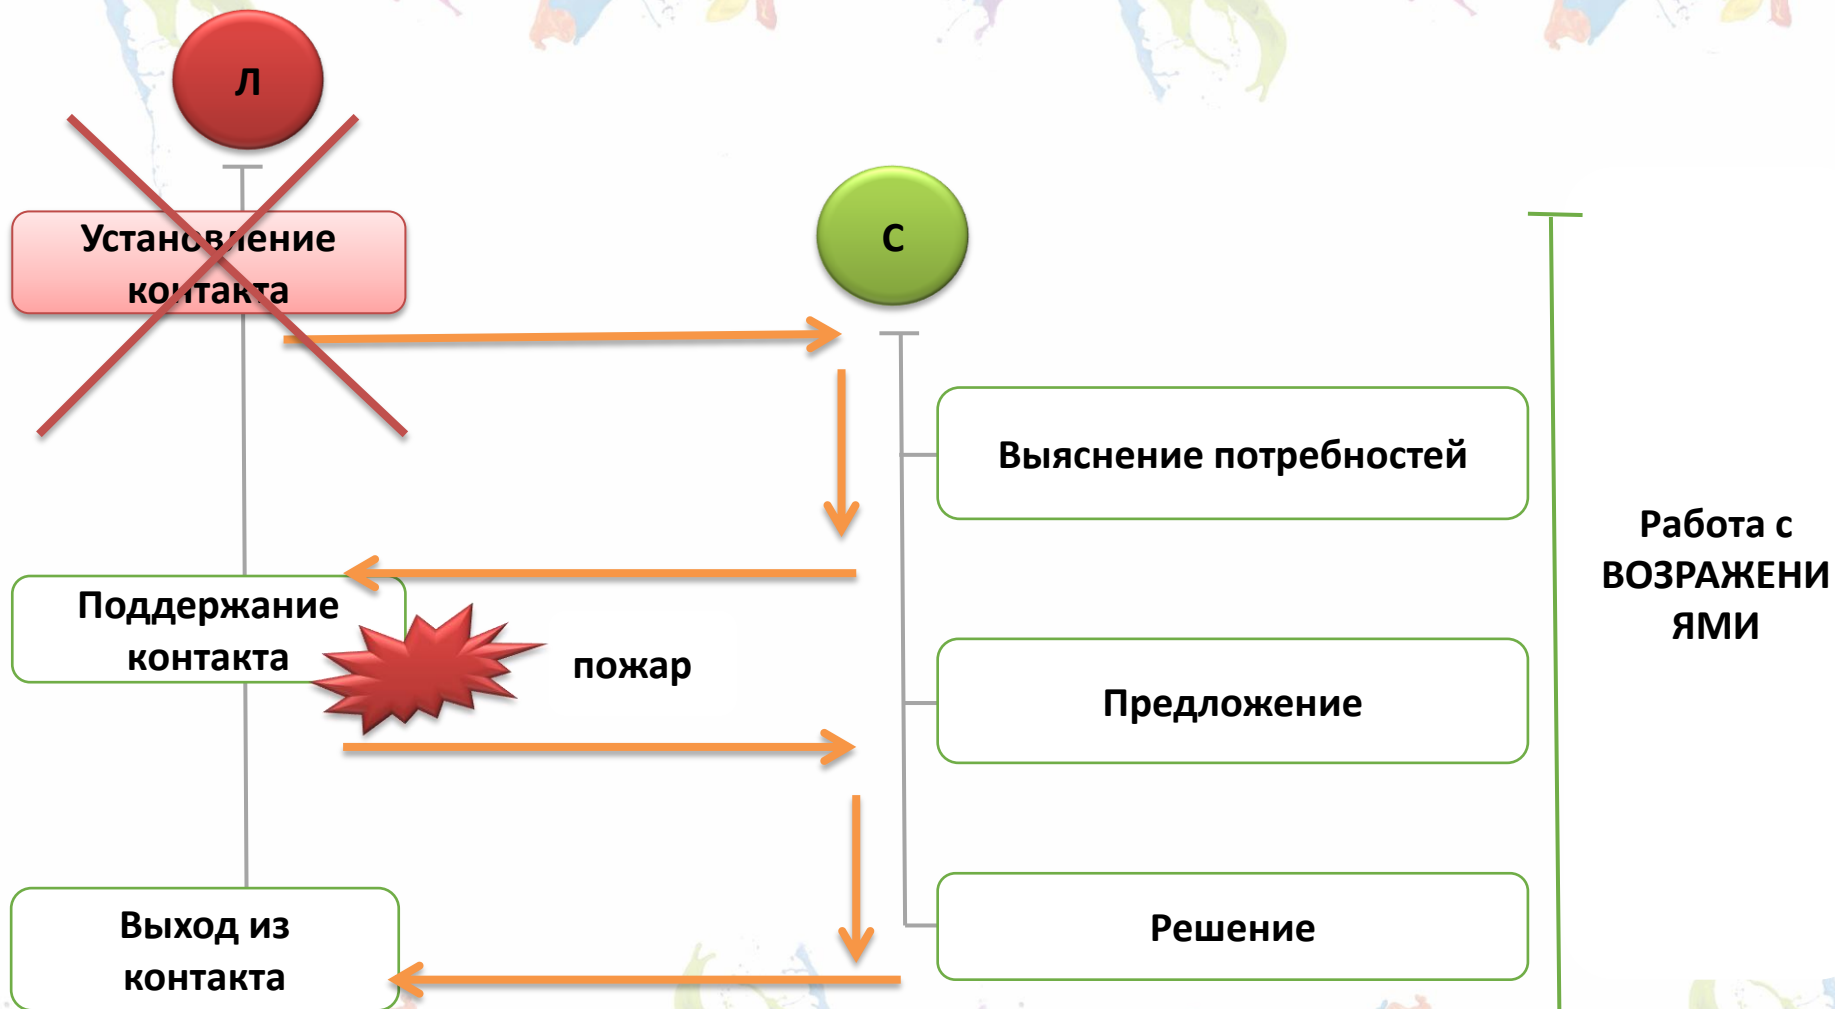 Л
Установление
контакта
С
Выяснение потребностей
Работа с
ВОЗРАЖЕНИ
ЯМИ
Поддержание
контакта
пожар
Предложение
Выход из
контакта
Решение